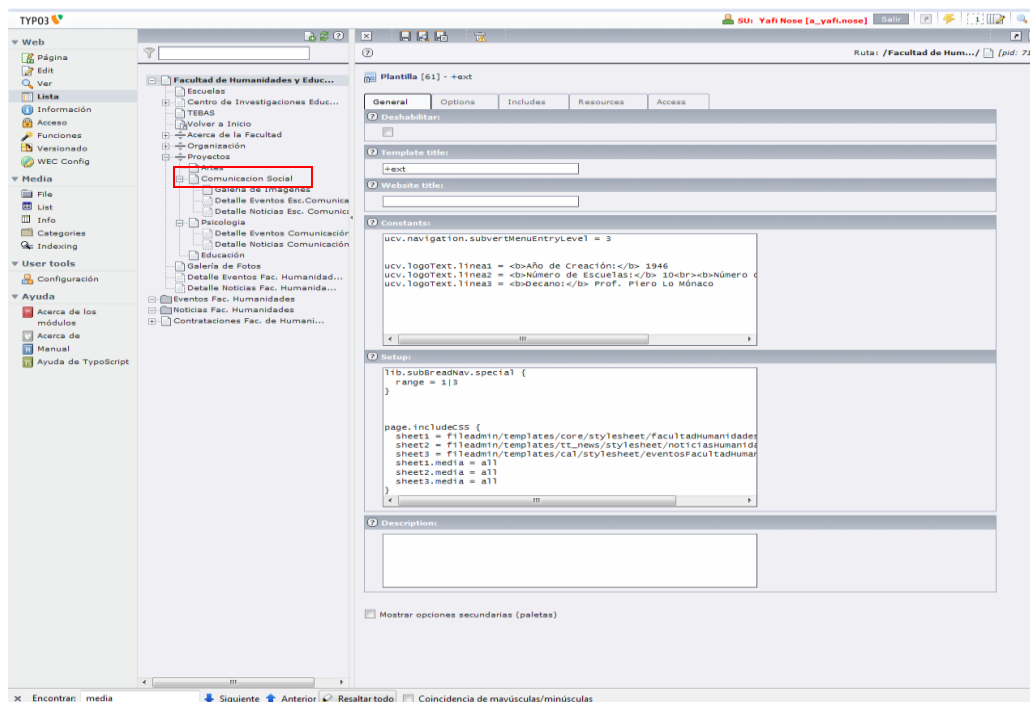 TYPO3
SU: Yafi Nose [a_yafi.nose]
Salir
Web
Página
Edit
Ver
Lista
Información
Acceso
Funciones
Versionado
WEC Config
Media
File
List
Info
Categories
Indexing
User tools
Configuración
Ayuda
Acerca de los
módulos
Acerca de
Manual
Ayuda de TypoScript
Facultad de Humanidades y Educ...
Escuelas
Centro de Investigaciones Educ...
TEBAS
Volver a Inicio
Acerca de la Facultad
Organización
Proyectos
Artes
Comunicacion Social
Galeria de Imagenes
Detalle Eventos Esc.Comunica
Detalle Noticias Esc. Comunica
Psicologia
Detalle Eventos Comunicación
Detalle Noticias Comunicación
Educación
Galeria de Fotos
Detalle Eventos Fac. Humanidad...
Detalle Noticias Fac. Humanida...
Eventos Fac. Humanidades
Noticias Fac. Humanidades
Contrataciones Fac. de Humani...
Ruta: /Facultad de Hum.../ [pid: 71
Plantilla [61] - +ext
General Options Includes Resources Access
Deshabilitar:
Template title:
+ext
Website title:
Constants:
ucv.navigation.subvertMenuEntryLevel = 3
ucv.logoText.linea1 = <b>Año de Creación:</b> 1946
ucv.logoText.linea2 = <b>Número de Escuelas:</b> 10<br><b>Número
ucv.logoText.linea3 = <b>Decano:</b> Prof. Piero Lo Mónaco
Setup:
lib.subBreadNav.special {
range = 1|3
}
page.includeCSS {
sheet1 = fileadmin/templates/core/stylesheet/facultadHumanidades
sheet2 = fileadmin/templates/tt_news/stylesheet/noticiasHumanida
sheet3 = fileadmin/templates/cal/stylesheet/eventosFacultadHuman
sheet1.media = all
sheet2.media = all
sheet3.media = all
}
Description:
Mostrar opciones secundarias (paletas)
Encontrar: media Siguiente Anterior Resaltar todo Coincidencia de mayúsculas/minúsculas